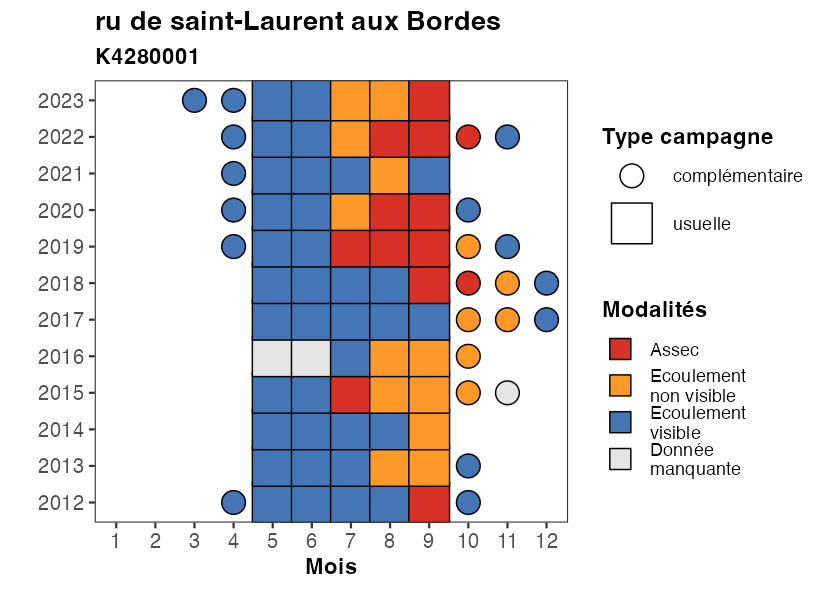 ru de saint-Laurent aux Bordes
K4280001
2023
2022
2021
2020
2019
2018
2017
2016
2015
2014
2013
2012
1 2 3 4 5 6 7 8 9 10 11 12
Mois
Type campagne
complémentaire
usuelle
Modalités
Assec
Ecoulement
non visible
Ecoulement
visible
Donnée
manquante